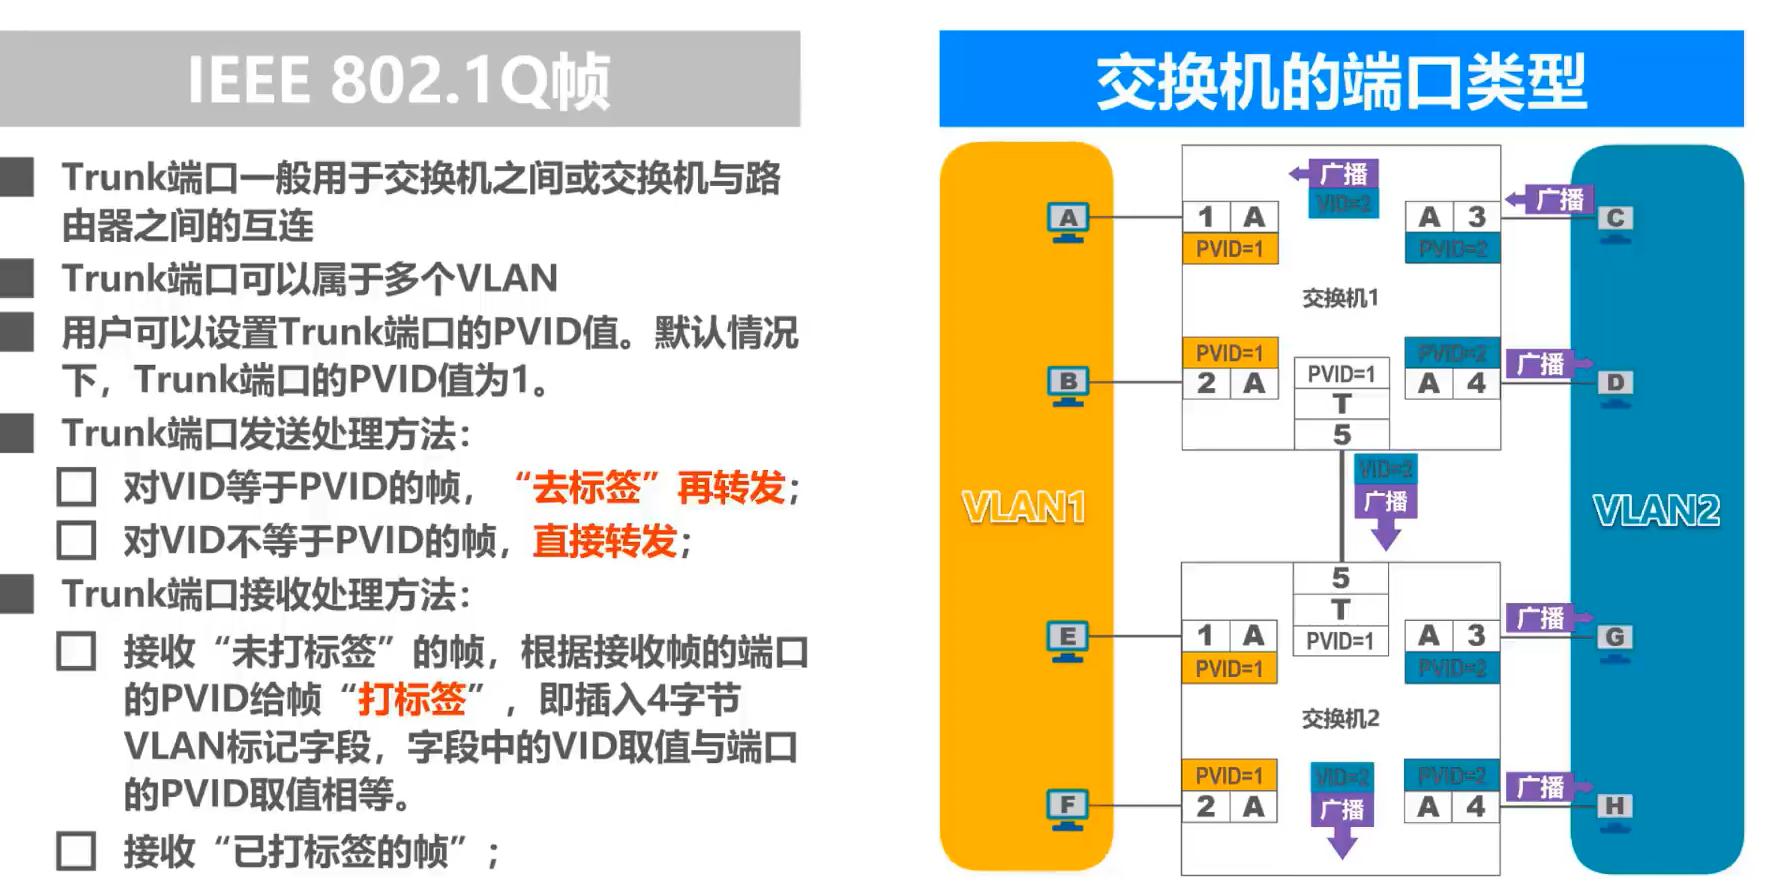 IEEE 802.1Q帧
Trunk端口一般用于交换机之间或交换机与路
由器之间的互连
Trunk端口可以属于多个VLAN
用户可以设置Trunk端口的PVID值。默认情况
下，Trunk端口的PVID值为1。
Trunk端口发送处理方法：
对VID等于PVID的帧，“去标签”再转发；
对VID不等于PVID的帧，直接转发；
Trunk端口接收处理方法：
接收“未打标签”的帧，根据接收帧的端口
的PVID给帧“打标签”，即插入4字节
VLAN标记字段，字段中的VID取值与端口
的PVID取值相等。
接收“已打标签的帧”；
交换机的端口类型
广播
VID=2
广播
A
1 A
A 3
C
PVID=1
PVID=2
交换机1
PVID=1
PVID=2
广播
B
2 A
PVID=1
A 4
D
T
5
VID=2
广播
VLAN1
VLAN2
5
T
PVID=1
广播
E
1 A
A 3
G
PVID=1
PVID=2
交换机2
PVID=1
VID=2
PVID=2
广播
F
2 A
广播
A 4
H